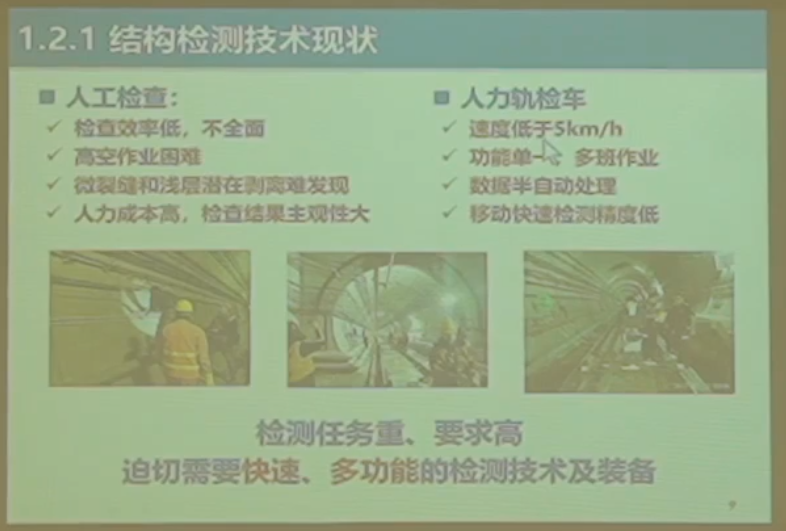 1.2.1 结构检测技术现状
人工检查：
检查效率低，不全面
高空作业困难
微裂缝和浅层潜在剥离难发现
人力成本高，检查结果主观性大
人力轨检车
速度低于5km/h
功能单一 多班作业
数据半自动处理
移动快速检测精度低
检测任务重、要求高
迫切需要快速、多功能的检测技术及装备
9